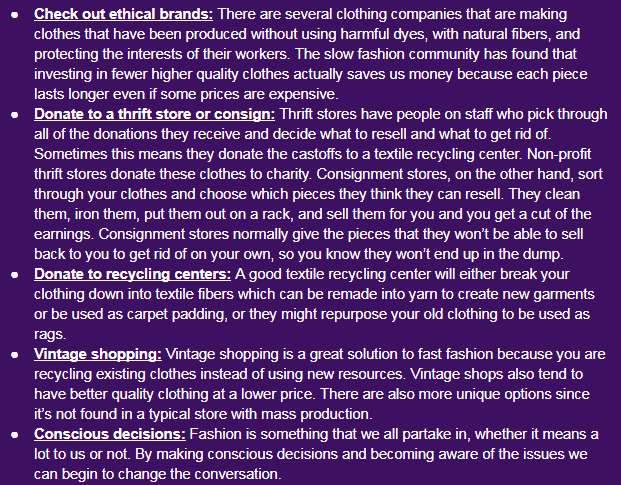 ● Check out ethical brands: There are several clothing companies that are making
clothes that have been produced without using harmful dyes, with natural fibers, and
protecting the interests of their workers. The slow fashion community has found that
investing in fewer higher quality clothes actually saves us money because each piece
lasts longer even if some prices are expensive.
● Donate to a thrift store or consign: Thrift stores have people on staff who pick through
all of the donations they receive and decide what to resell and what to get rid of.
Sometimes this means they donate the castoffs to a textile recycling center. Non-profit
thrift stores donate these clothes to charity. Consignment stores, on the other hand, sort
through your clothes and choose which pieces they think they can resell. They clean
them, iron them, put them out on a rack, and sell them for you and you get a cut of the
earnings. Consignment stores normally give the pieces that they won’t be able to sell
back to you to get rid of on your own, so you know they won’t end up in the dump.
● Donate to recycling centers: A good textile recycling center will either break your
clothing down into textile fibers which can be remade into yarn to create new garments
or be used as carpet padding, or they might repurpose your old clothing to be used as
rags.
● Vintage shopping: Vintage shopping is a great solution to fast fashion because you are
recycling existing clothes instead of using new resources. Vintage shops also tend to
have better quality clothing at a lower price. There are also more unique options since
it’s not found in a typical store with mass production.
● Conscious decisions: Fashion is something that we all partake in, whether it means a
lot to us or not. By making conscious decisions and becoming aware of the issues we
can begin to change the conversation.